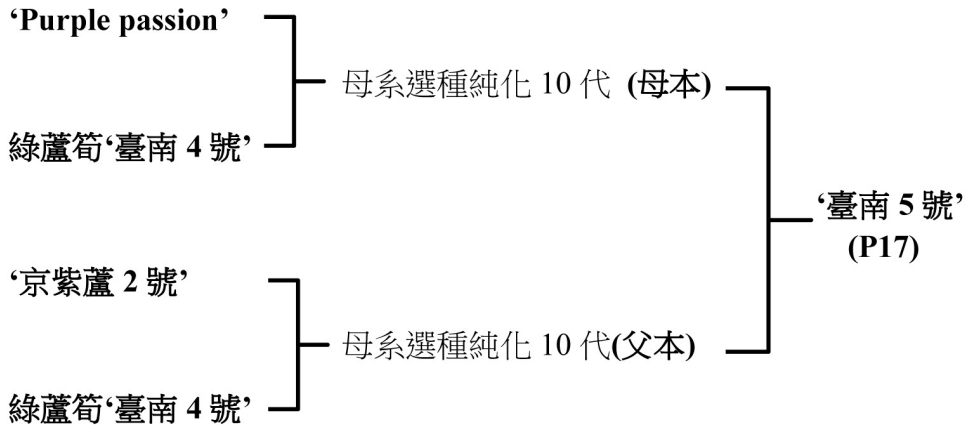 ‘Purple passion’
母系選種純化 10 代 (母本)
綠蘆筍‘臺南 4 號’
‘臺南 5 號’
(P17)
‘京紫蘆 2 號’
母系選種純化 10 代(父本)
綠蘆筍‘臺南 4 號’